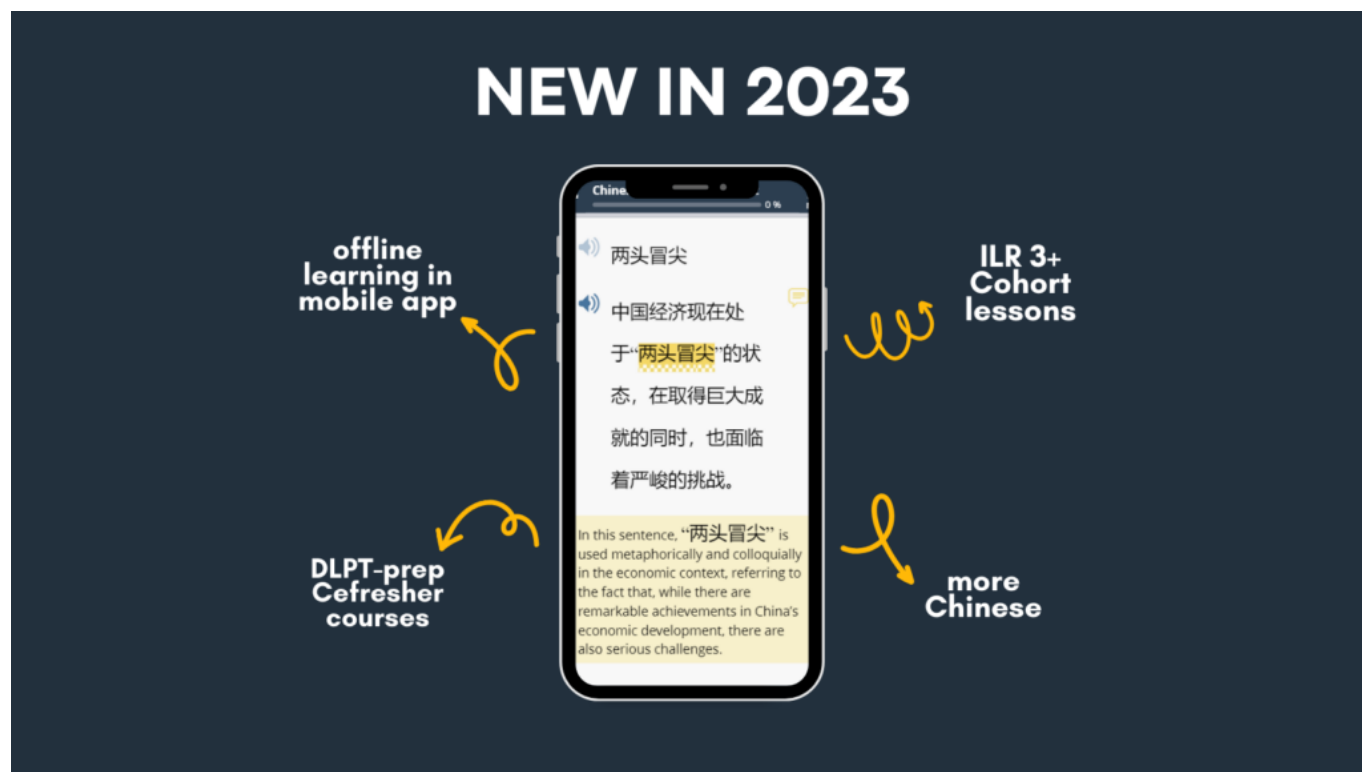 NEW IN 2023
offline
learning in
mobile app
DLPT-prep
Cefresher
courses
0 %
两头冒尖
中国经济现在处
于“两头冒尖”的状
态，在取得巨大成
就的同时，也面临
着严峻的挑战。
In this sentence, “两头冒尖” is
used metaphorically and colloquially
in the economic context, referring to
the fact that, while there are
remarkable achievements in China's
economic development, there are
also serious challenges.
ILR 3+
Cohort
lessons
more
Chinese